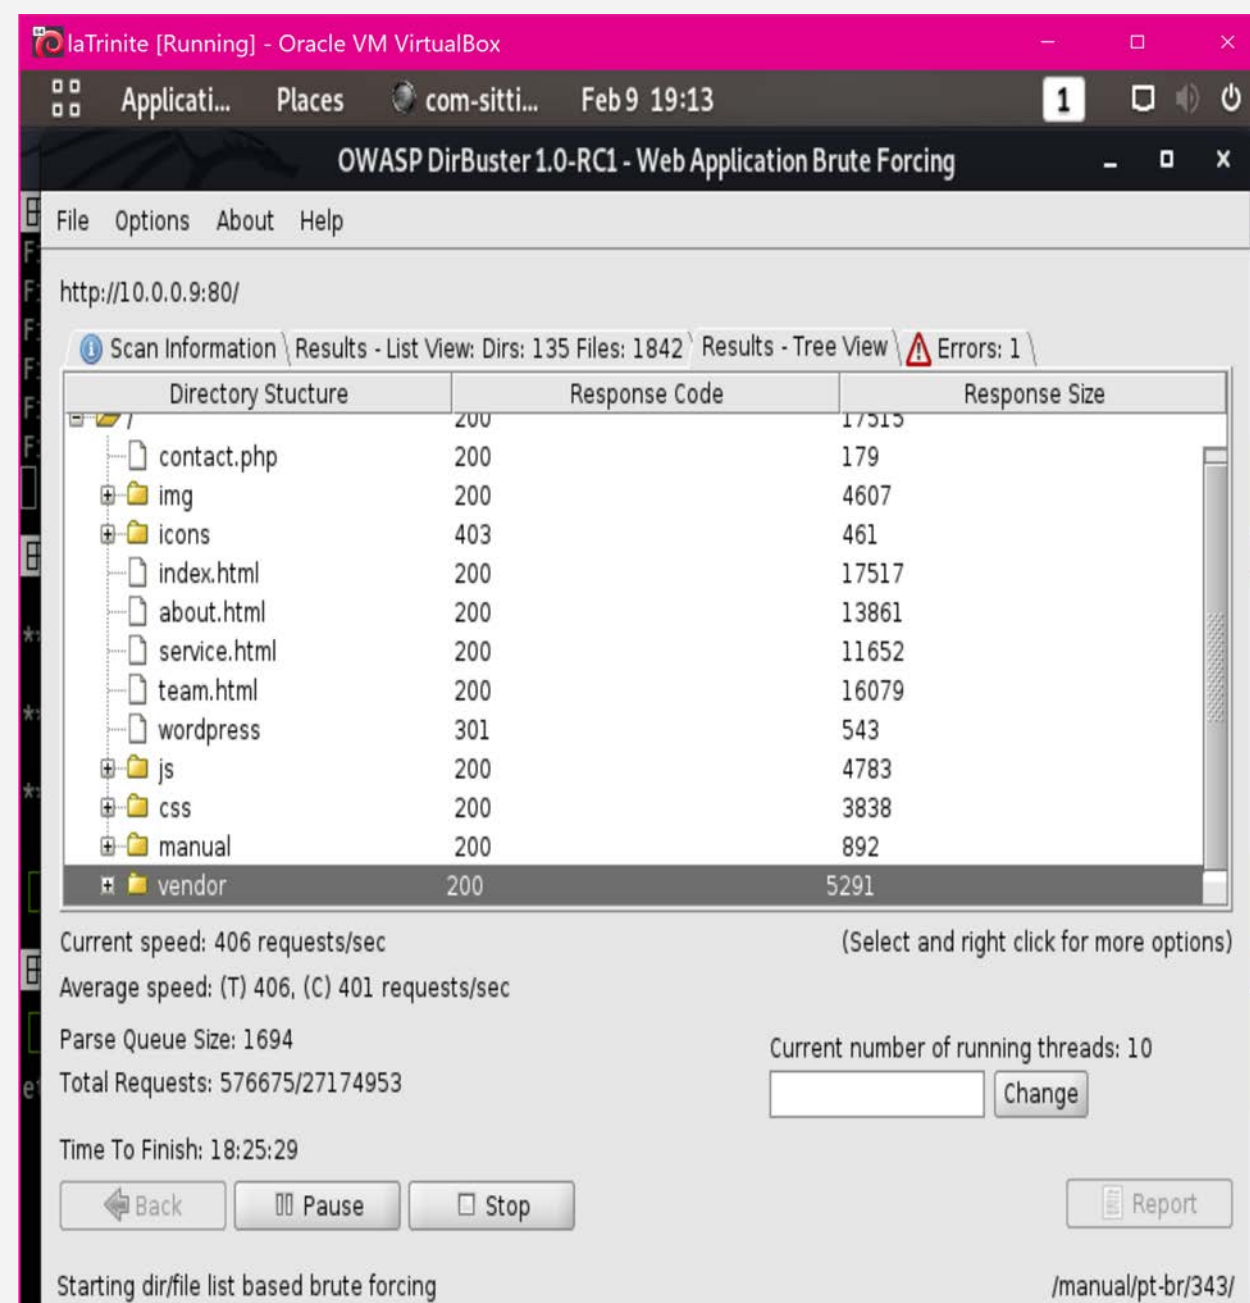 laTrinite [Running] - Oracle VM VirtualBox
Applicati... Places com-sitti... Feb 9 19:13 1
OWASP DirBuster 1.0-RC1 - Web Application Brute Forcing
File Options About Help
http://10.0.0.9:80/
Scan Information Results - List View: Dirs: 135 Files: 1842 Results - Tree View Errors: 1
Directory Stucture Response Code Response Size
/ 200 17515
contact.php 200 179
img 200 4607
icons 403 461
index.html 200 17517
about.html 200 13861
service.html 200 11652
team.html 200 16079
wordpress 301 543
js 200 4783
css 200 3838
manual 200 892
vendor 200 5291
Current speed: 406 requests/sec (Select and right click for more options)
Average speed: (T) 406, (C) 401 requests/sec
Parse Queue Size: 1694
Current number of running threads: 10
Total Requests: 576675/27174953
Change
Time To Finish: 18:25:29
Back Pause Stop Report
Starting dir/file list based brute forcing /manual/pt-br/343/